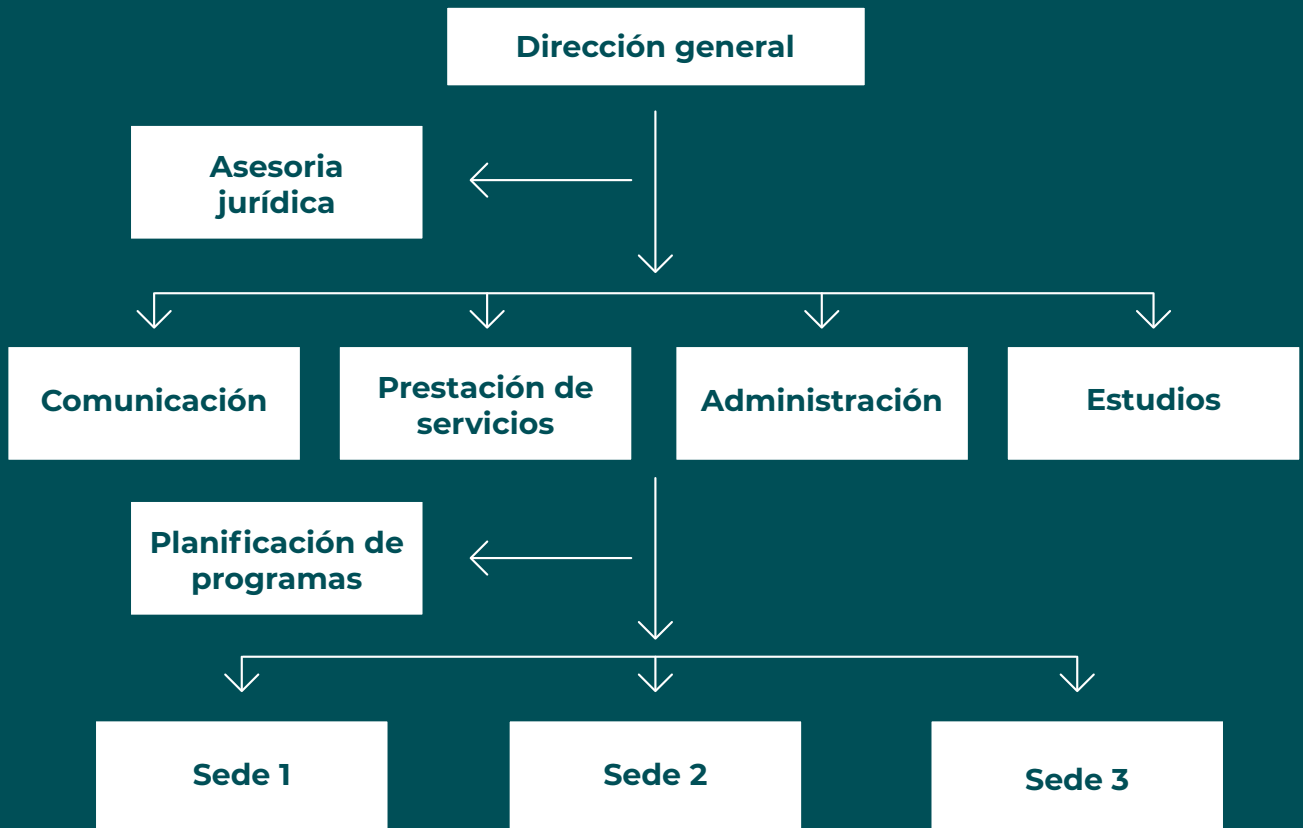 Dirección general
Asesoria
jurídica
Comunicación
Prestación de
servicios
Administración
Estudios
Planificación de
programas
Sede 1
Sede 2
Sede 3